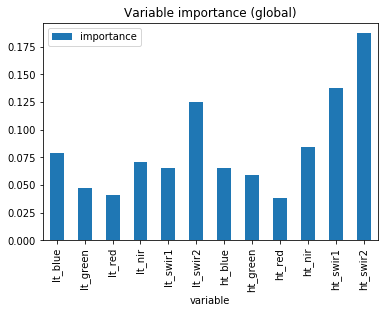 Variable importance (global)
importance
0.175
0.150
0.125
0.100
0.075
0.050
0.025
0.000
lt_blue
lt_green
lt_red
lt_nir
lt_swir1
lt_swir2
ht_blue
ht_green
ht_red
ht_nir
ht_swir1
ht_swir2
variable